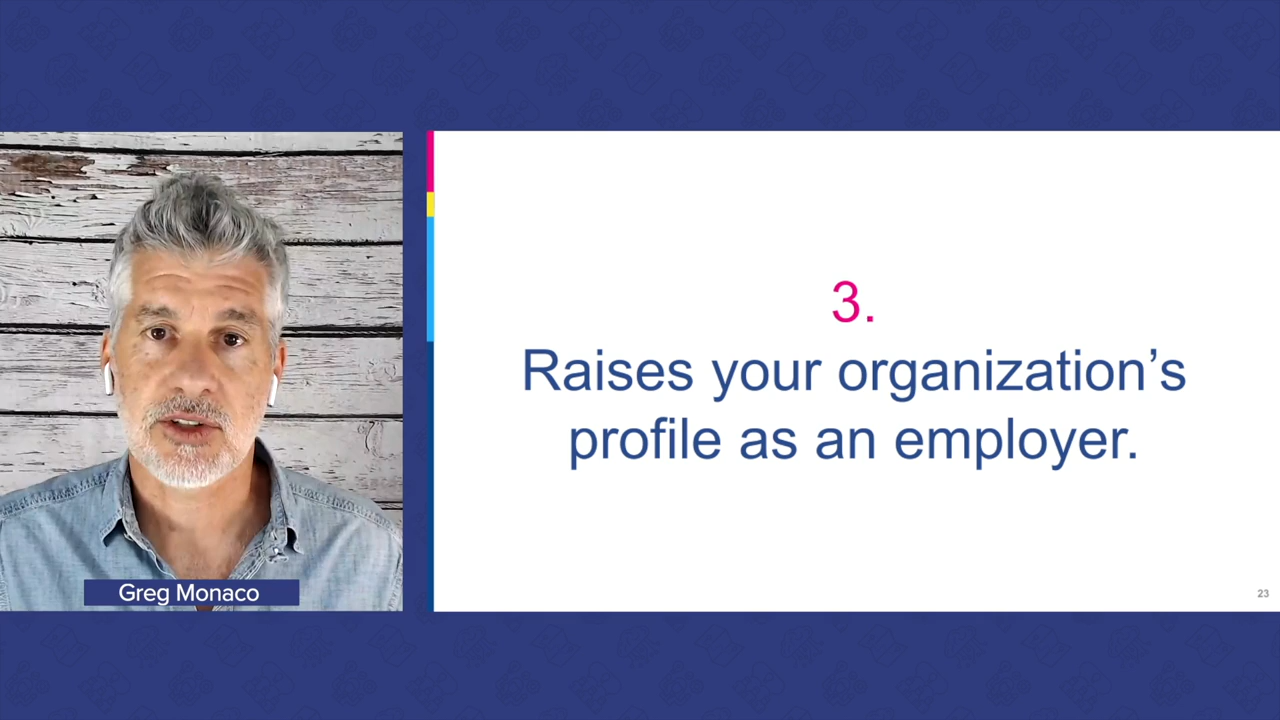 3.
Raises your organization’s
profile as an employer.
Greg Monaco
23